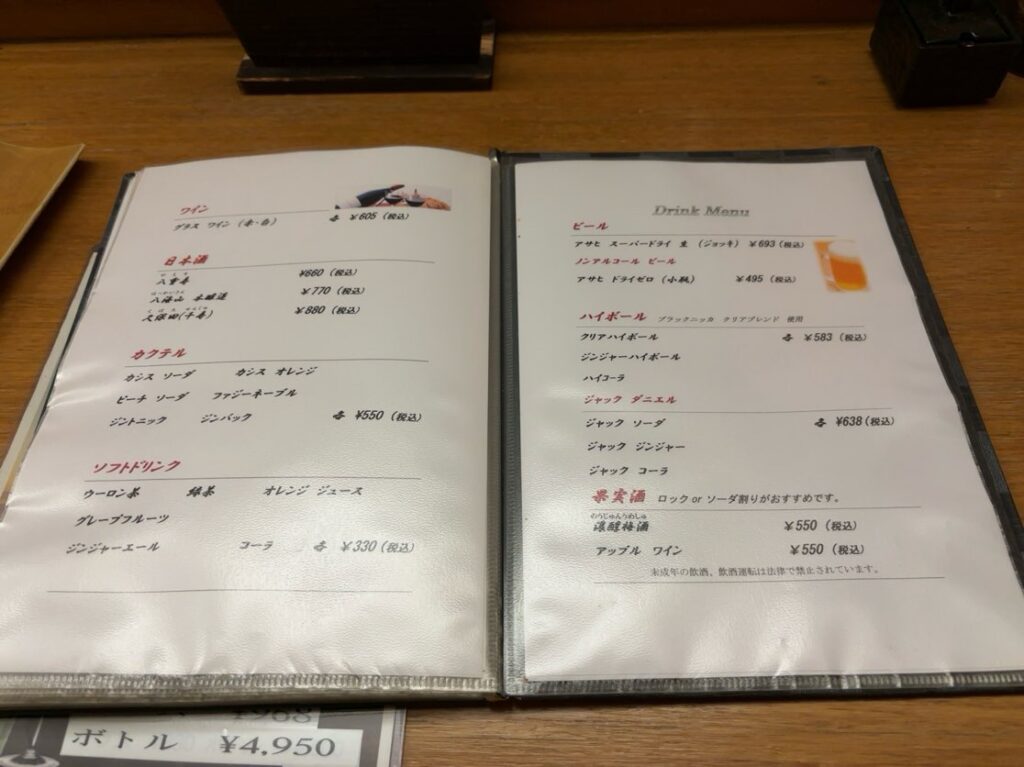 ワイン
グラス ワイン (赤・白) 各 ¥605 (税込)
日本酒
八重寿 ¥660 (税込)
はっかいさん
八海山 本醸造 ¥770 (税込)
久保田(千寿) ¥880 (税込)
カクテル
カシス ソーダ カシス オレンジ
ピーチ ソーダ ファジーネーブル
ジントニック ジンバック 各 ¥550 (税込)
ソフトドリンク
ウーロン茶 緑茶 オレンジ ジュース
グレープフルーツ
ジンジャーエール コーラ 各 ¥330 (税込)
Drink Menu
ビール
アサヒ スーパードライ 生 (ジョッキ) ¥693 (税込)
ノンアルコール ビール
アサヒ ドライゼロ (小瓶) ¥495 (税込)
ハイボール ブラックニッカ クリアブレンド 使用
クリアハイボール 各 ¥583 (税込)
ジンジャーハイボール
ハイコーラ
ジャック ダニエル
ジャック ソーダ 各 ¥638 (税込)
ジャック ジンジャー
ジャック コーラ
果実酒 ロック or ソーダ割りがおすすめです。
のうじゅんうめしゅ
濃醇梅酒 ¥550 (税込)
アップル ワイン ¥550 (税込)
未成年の飲酒、飲酒運転は法律で禁止されています。
ボトル ¥4,950